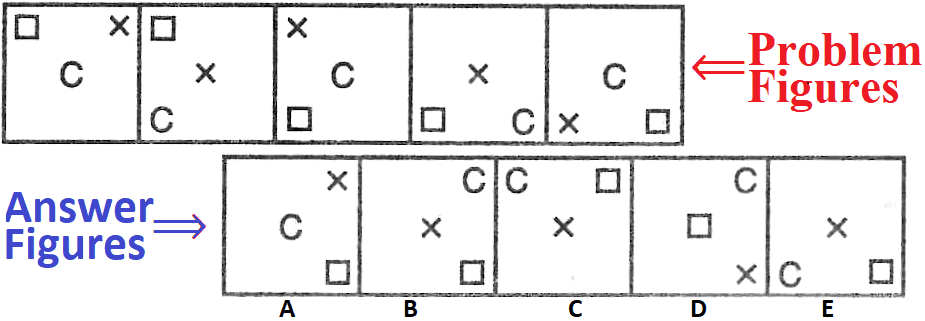 × C
× C
× C
× C
C ×
Problem
Figures
Answer
Figures
× C
C ×
C ×
C ×
× C
A B C D E